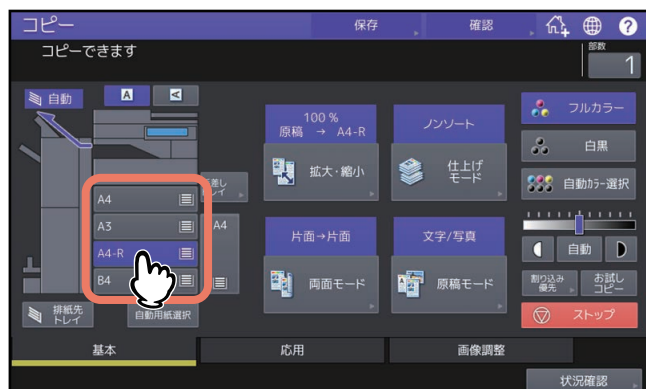 コピー
保存
確認
?
コピーできます
部数
1
自動
A
A
100 %
原稿 → A4-R
ノンソート
フルカラー
拡大・縮小
仕上げ
モード
白黒
自動ｶﾗｰ選択
A4
A3
A4-R
B4
差し
レイ
A4
片面→片面
文字/写真
自動
両面モード
原稿モード
割り込み
優先
お試し
コピー
排紙先
トレイ
自動用紙選択
ストップ
基本
応用
画像調整
状況確認